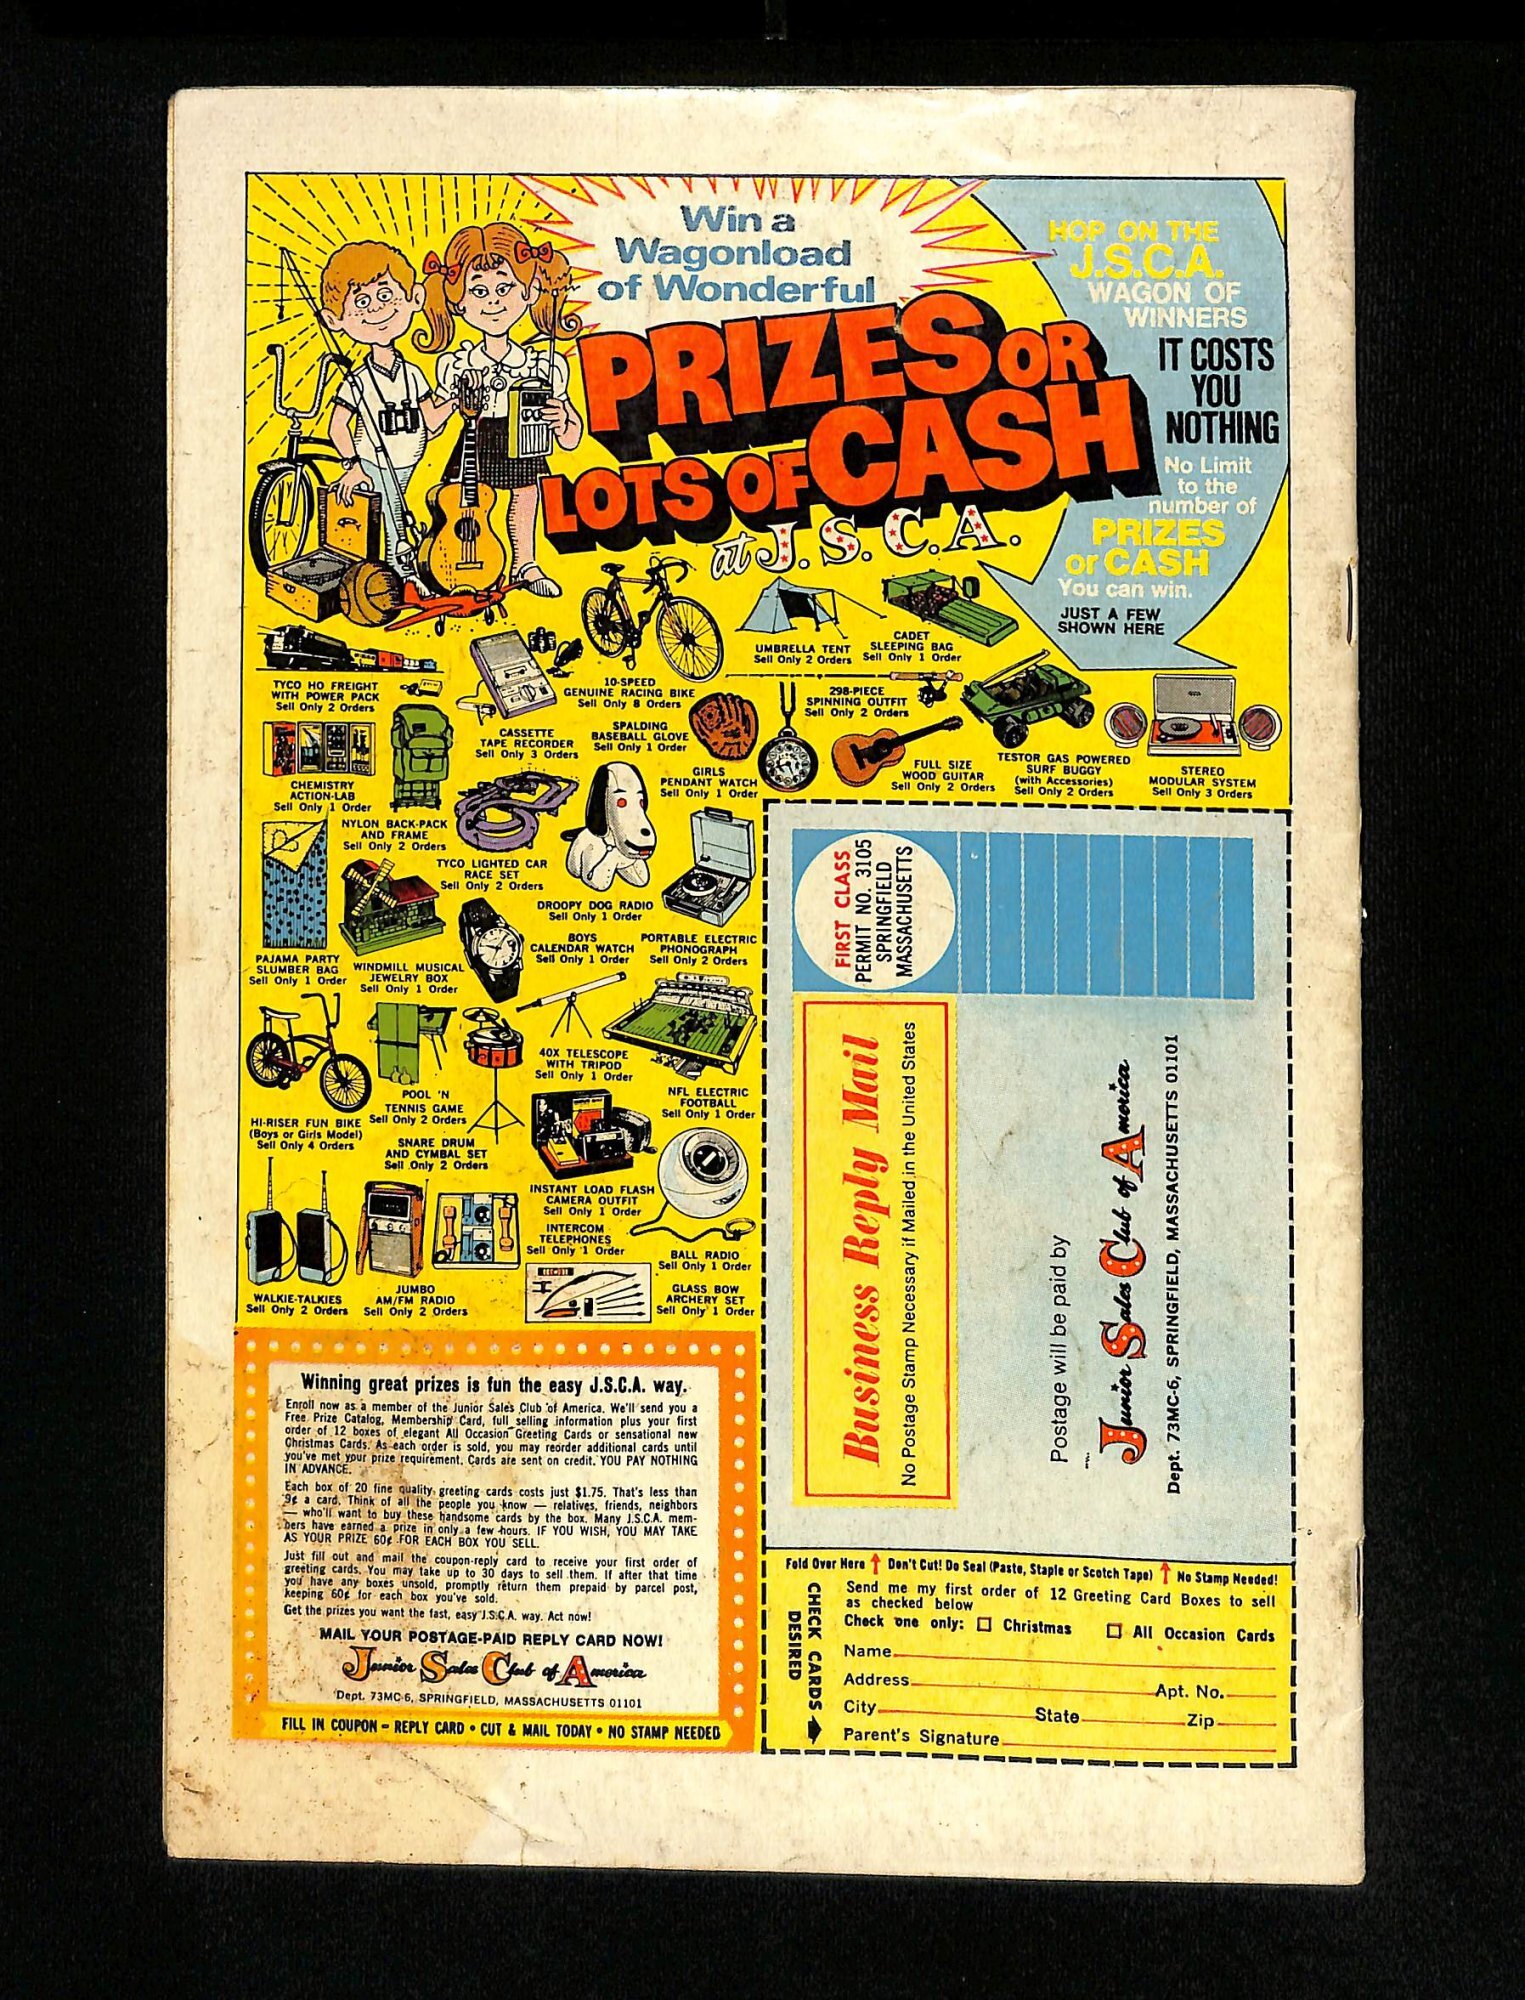 Win a
Wagonload
of Wonderful
PRIZES OR
LOTS OF CASH
at J.S.C.A.
HOP ON THE
J.S.C.A.
WAGON OF
WINNERS
IT COSTS
YOU
NOTHING
No Limit
to the
number of
PRIZES
or CASH
You can win.
JUST A FEW
SHOWN HERE
TYCO HO FREIGHT
WITH POWER PACK
Sell Only 2 Orders
CASSETTE
TAPE RECORDER
Sell Only 3 Orders
10-SPEED
GENUINE RACING BIKE
Sell Only 8 Orders
UMBRELLA TENT
Sell Only 2 Orders
CADET
SLEEPING BAG
Sell Only 1 Order
SPALDING
BASEBALL GLOVE
Sell Only 1 Order
298-PIECE
SPINNING OUTFIT
Sell Only 2 Orders
GIRLS
PENDANT WATCH
Sell Only 1 Order
FULL SIZE
WOOD GUITAR
Sell Only 2 Orders
TESTOR GAS POWERED
SURF BUGGY
(with Accessories)
Sell Only 2 Orders
STEREO
MODULAR SYSTEM
Sell Only 3 Orders
CHEMISTRY
ACTION-LAB
Sell Only 1 Order
NYLON BACK-PACK
AND FRAME
Sell Only 2 Orders
TYCO LIGHTED CAR
RACE SET
Sell Only 2 Orders
DROOPY DOG RADIO
Sell Only 1 Order
PORTABLE ELECTRIC
PHONOGRAPH
Sell Only 2 Orders
PAJAMA PARTY
SLUMBER BAG
Sell Only 1 Order
WINDMILL MUSICAL
JEWELRY BOX
Sell Only 1 Order
BOYS
CALENDAR WATCH
Sell Only 1 Order
40X TELESCOPE
WITH TRIPOD
Sell Only 1 Order
NFL ELECTRIC
FOOTBALL
Sell Only 1 Order
HI-RISER FUN BIKE
(Boys or Girls Model)
Sell Only 4 Orders
POOL 'N
TENNIS GAME
Sell Only 2 Orders
SNARE DRUM
AND CYMBAL SET
Sell Only 2 Orders
INSTANT LOAD FLASH
CAMERA OUTFIT
Sell Only 1 Order
INTERCOM
TELEPHONES
Sell Only 1 Order
BALL RADIO
Sell Only 1 Order
WALKIE-TALKIES
Sell Only 2 Orders
JUMBO
AM/FM RADIO
Sell Only 2 Orders
GLASS BOW
ARCHERY SET
Sell Only 1 Order
Winning great prizes is fun the easy J.S.C.A. way.
Enroll now as a member of the Junior Sales Club of America. We'll send you a
Free Prize Catalog, Membership Card, full selling information plus your first
order of 12 boxes of elegant All Occasion Greeting Cards or sensational new
Christmas Cards. As each order is sold, you may reorder additional cards until
you've met your prize requirement. Cards are sent on credit. YOU PAY NOTHING
IN ADVANCE.
Each box of 20 fine quality greeting cards costs just $1.75. That's less than
9¢ a card. Think of all the people you know — relatives, friends, neighbors
— who'll want to buy these handsome cards by the box. Many J.S.C.A. mem-
bers have earned a prize in only a few hours. IF YOU WISH, YOU MAY TAKE
AS YOUR PRIZE 60¢ FOR EACH BOX YOU SELL.
Just fill out and mail the coupon-reply card to receive your first order of
greeting cards. You may take up to 30 days to sell them. If after that time
you have any boxes unsold, promptly return them prepaid by parcel post,
keeping 60¢ for each box you've sold.
Get the prizes you want the fast, easy J.S.C.A. way. Act now!
MAIL YOUR POSTAGE-PAID REPLY CARD NOW!
Junior Sales Club of America
Dept. 73MC-6, SPRINGFIELD, MASSACHUSETTS 01101
FILL IN COUPON – REPLY CARD • CUT & MAIL TODAY • NO STAMP NEEDED
FIRST CLASS
PERMIT NO. 3105
SPRINGFIELD
MASSACHUSETTS
Business Reply Mail
No Postage Stamp Necessary if Mailed in the United States
Postage will be paid by
Junior Sales Club of America
Dept. 73MC-6, SPRINGFIELD, MASSACHUSETTS 01101
Fold Over Here ↑ Don't Cut! Do Seal (Paste, Staple or Scotch Tape) ↑ No Stamp Needed!
CHECK CARDS
DESIRED
Send me my first order of 12 Greeting Card Boxes to sell
as checked below
Check one only: ☐ Christmas ☐ All Occasion Cards
Name
Address Apt. No.
City State Zip
Parent's Signature